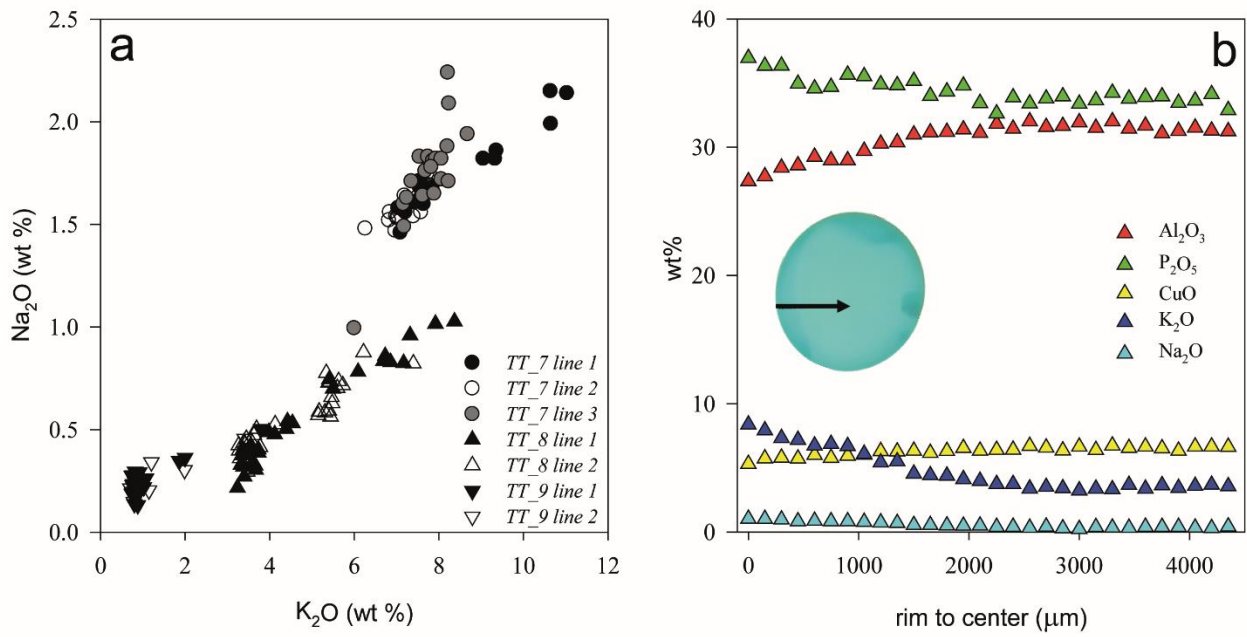 a
2.5
2.0
1.5
1.0
0.5
0.0
Na₂O (wt %)
0 2 4 6 8 10 12
K₂O (wt %)
TT_7 line 1
TT_7 line 2
TT_7 line 3
TT_8 line 1
TT_8 line 2
TT_9 line 1
TT_9 line 2
b
40
30
20
10
0
wt%
0 1000 2000 3000 4000
rim to center (μm)
Al₂O₃
P₂O₅
CuO
K₂O
Na₂O